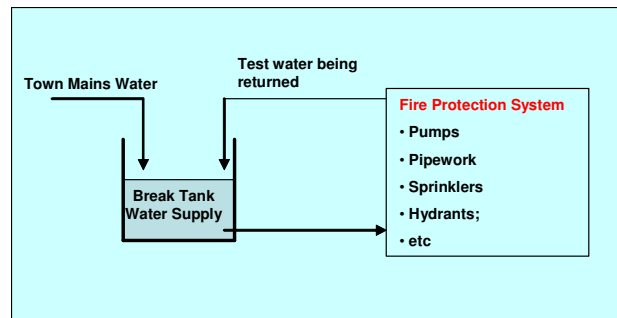 Test water being
returned
Town Mains Water
Fire Protection System
• Pumps
• Pipework
• Sprinklers
• Hydrants;
• etc
Break Tank
Water Supply